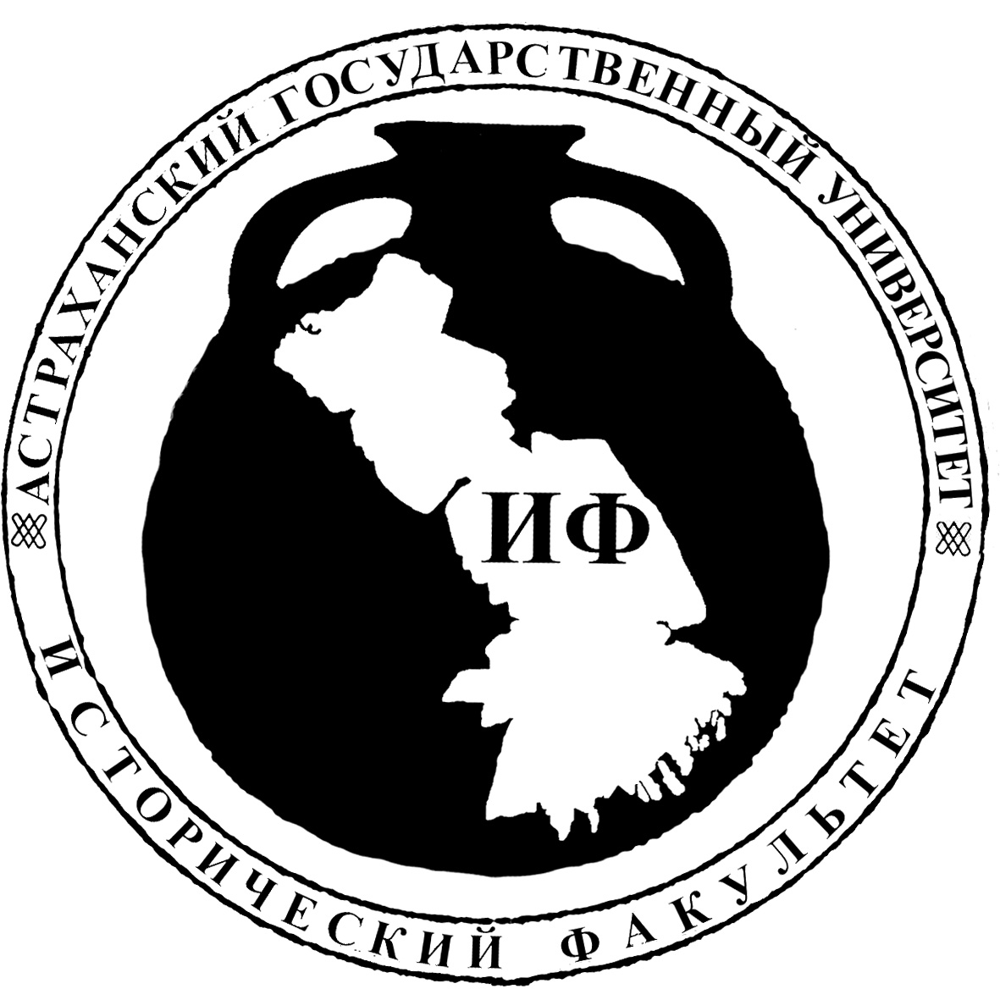 АСТРАХАНСКИЙ ГОСУДАРСТВЕННЫЙ УНИВЕРСИТЕТ
ИФ
ИСТОРИЧЕСКИЙ ФАКУЛЬТЕТ